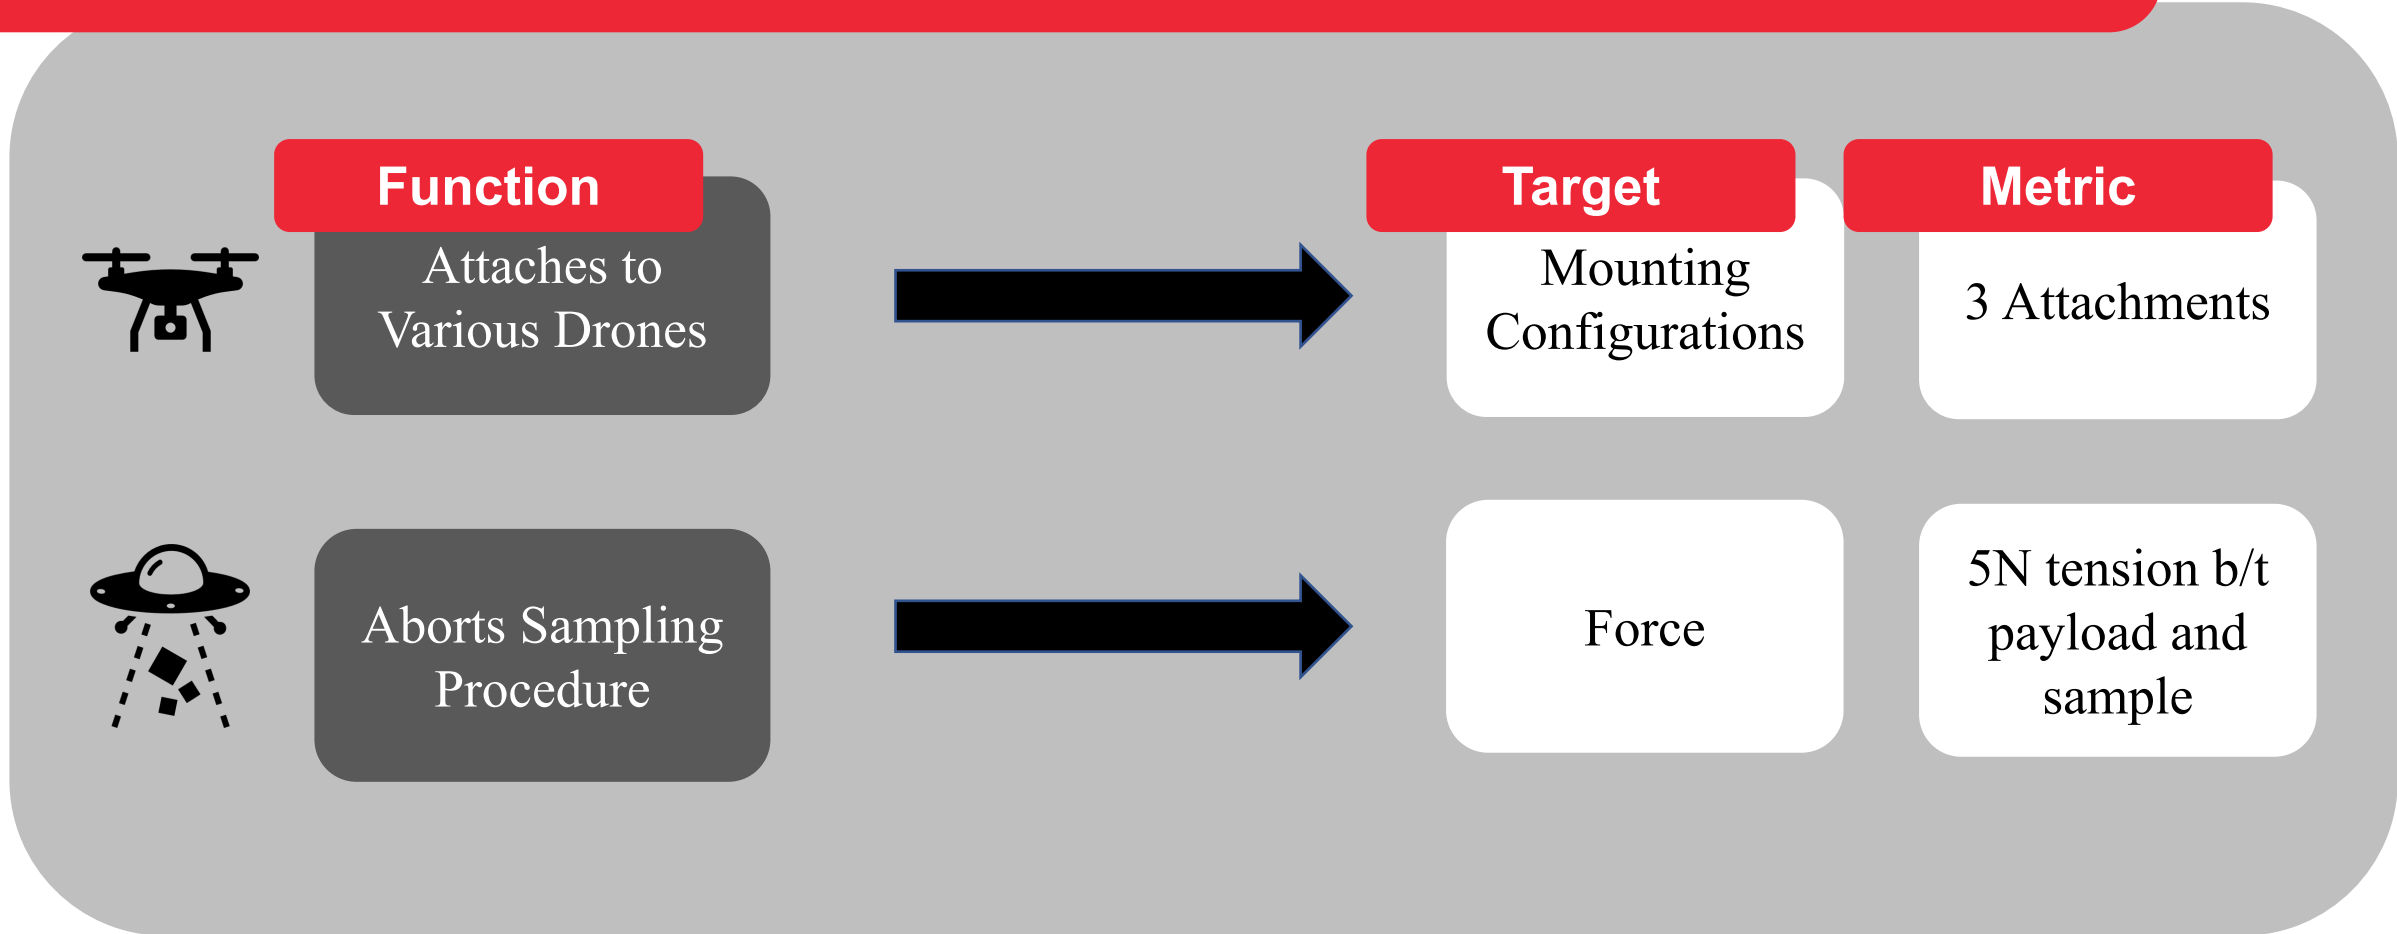 Function
Target
Metric
Attaches to
Various Drones
Mounting
Configurations
3 Attachments
Aborts Sampling
Procedure
Force
5N tension b/t
payload and
sample